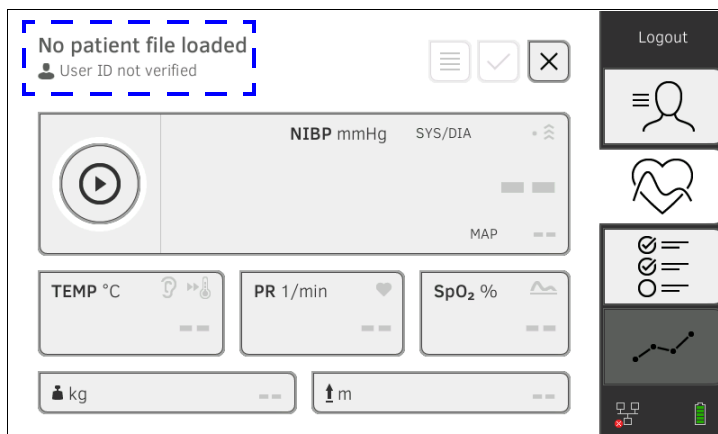 No patient file loaded
User ID not verified
Logout
NIBP mmHg SYS/DIA
-- --
MAP --
TEMP °C
--
PR 1/min
--
SpO₂ %
--
kg --
m --